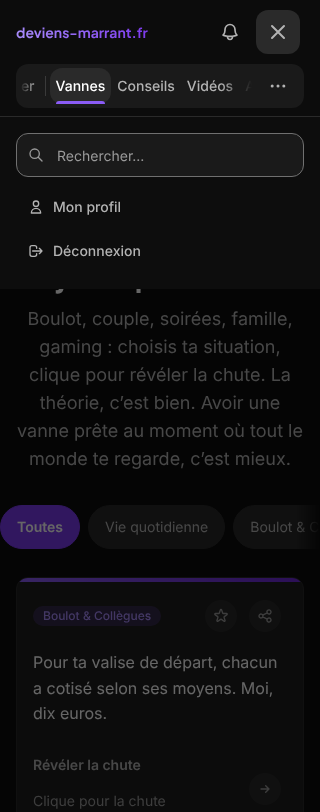 deviens-marrant.fr
er Vannes Conseils Vidéos
Rechercher...
Mon profil
Déconnexion
Boulot, couple, soirées, famille,
gaming : choisis ta situation,
clique pour révéler la chute. La
théorie, c’est bien. Avoir une
vanne prête au moment où tout le
monde te regarde, c’est mieux.
Toutes Vie quotidienne Boulot & C
Boulot & Collègues
Pour ta valise de départ, chacun
a cotisé selon ses moyens. Moi,
dix euros.
Révéler la chute
Clique pour la chute